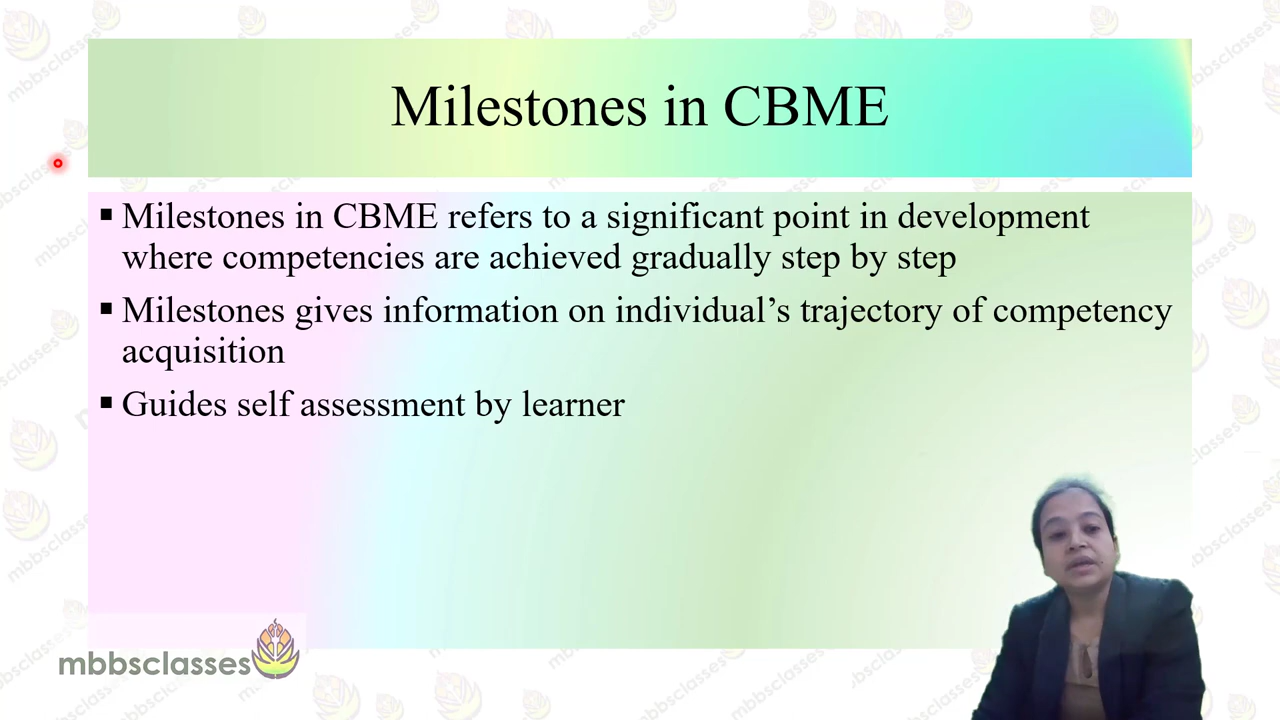 Milestones in CBME
▪ Milestones in CBME refers to a significant point in development
where competencies are achieved gradually step by step
▪ Milestones gives information on individual’s trajectory of competency
acquisition
▪ Guides self assessment by learner
mbbsclasses